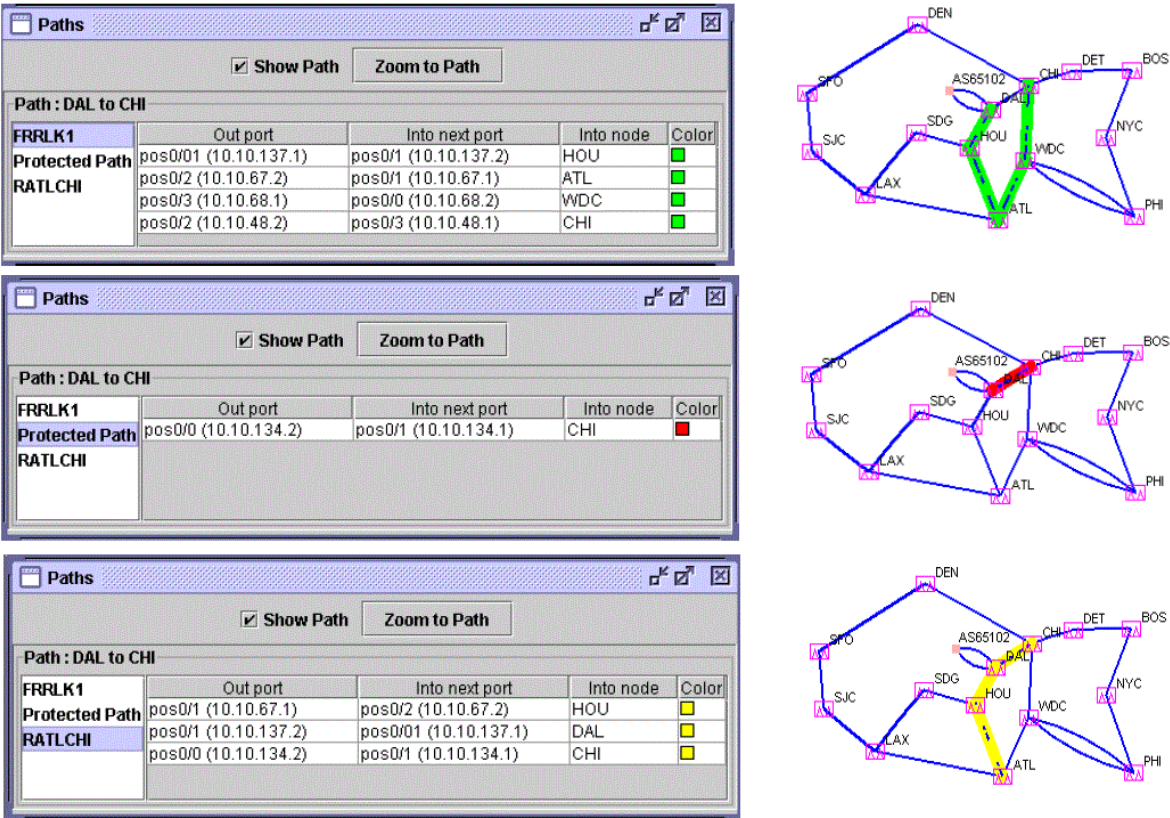 Paths
Show Path Zoom to Path
Path : DAL to CHI
FRRLK1
Protected Path
RATLCHI
Out port Into next port Into node Color
pos0/01 (10.10.137.1) pos0/1 (10.10.137.2) HOU
pos0/2 (10.10.67.2) pos0/1 (10.10.67.1) ATL
pos0/3 (10.10.68.1) pos0/0 (10.10.68.2) WDC
pos0/2 (10.10.48.2) pos0/3 (10.10.48.1) CHI
DEN
SFO
AS65102
CHI
DET
BOS
DAL
SDG
HOU
NYC
SJC
WDC
LAX
ATL
PHI
Paths
Show Path Zoom to Path
Path : DAL to CHI
FRRLK1
Protected Path
RATLCHI
Out port Into next port Into node Color
pos0/0 (10.10.134.2) pos0/1 (10.10.134.1) CHI
DEN
SFO
AS65102
CHI
DET
BOS
DAL
SDG
HOU
NYC
SJC
WDC
LAX
ATL
PHI
Paths
Show Path Zoom to Path
Path : DAL to CHI
FRRLK1
Protected Path
RATLCHI
Out port Into next port Into node Color
pos0/1 (10.10.67.1) pos0/2 (10.10.67.2) HOU
pos0/1 (10.10.137.2) pos0/01 (10.10.137.1) DAL
pos0/0 (10.10.134.2) pos0/1 (10.10.134.1) CHI
DEN
SFO
AS65102
CHI
DET
BOS
DAL
SDG
HOU
NYC
SJC
WDC
LAX
ATL
PHI